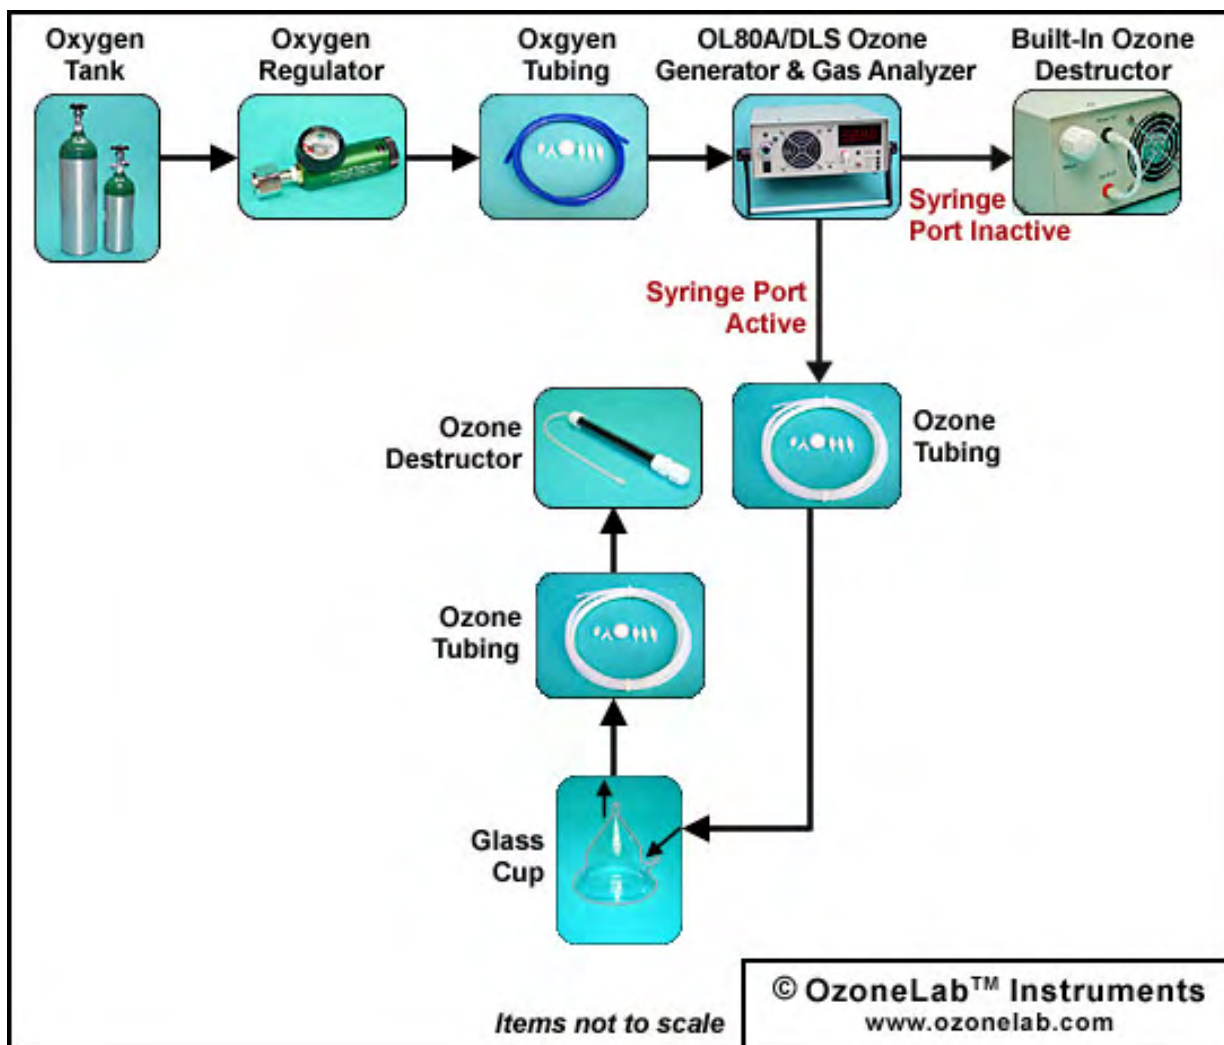 Oxygen
Tank
Oxygen
Regulator
Oxgyen
Tubing
OL80A/DLS Ozone
Generator & Gas Analyzer
Built-In Ozone
Destructor
Syringe
Port Inactive
Syringe Port
Active
Ozone
Destructor
Ozone
Tubing
Ozone
Tubing
Glass
Cup
Items not to scale
© OzoneLab™ Instruments
www.ozonelab.com